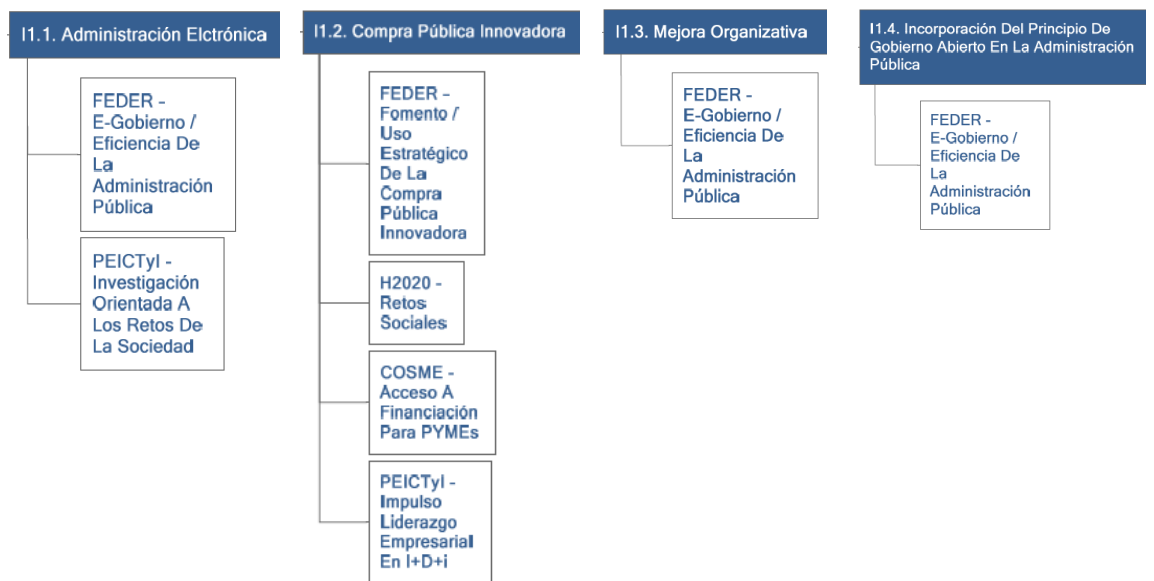 I1.1. Administración Elctrónica
FEDER -
E-Gobierno /
Eficiencia De
La
Administración
Pública
PEICTyI -
Investigación
Orientada A
Los Retos De
La Sociedad
I1.2. Compra Pública Innovadora
FEDER -
Fomento /
Uso
Estratégico
De La
Compra
Pública
Innovadora
H2020 -
Retos
Sociales
COSME -
Acceso A
Financiación
Para PYMEs
PEICTyI -
Impulso
Liderazgo
Empresarial
En I+D+i
I1.3. Mejora Organizativa
FEDER -
E-Gobierno /
Eficiencia De
La
Administración
Pública
I1.4. Incorporación Del Principio De
Gobierno Abierto En La Administración
Pública
FEDER -
E-Gobierno /
Eficiencia De
La
Administración
Pública